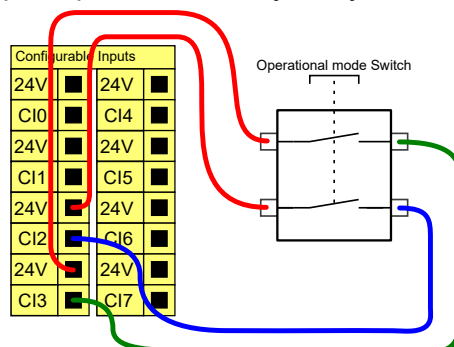 Configurable Inputs
Operational mode Switch
24V 24V
CI0 CI4
24V 24V
CI1 CI5
24V 24V
CI2 CI6
24V 24V
CI3 CI7